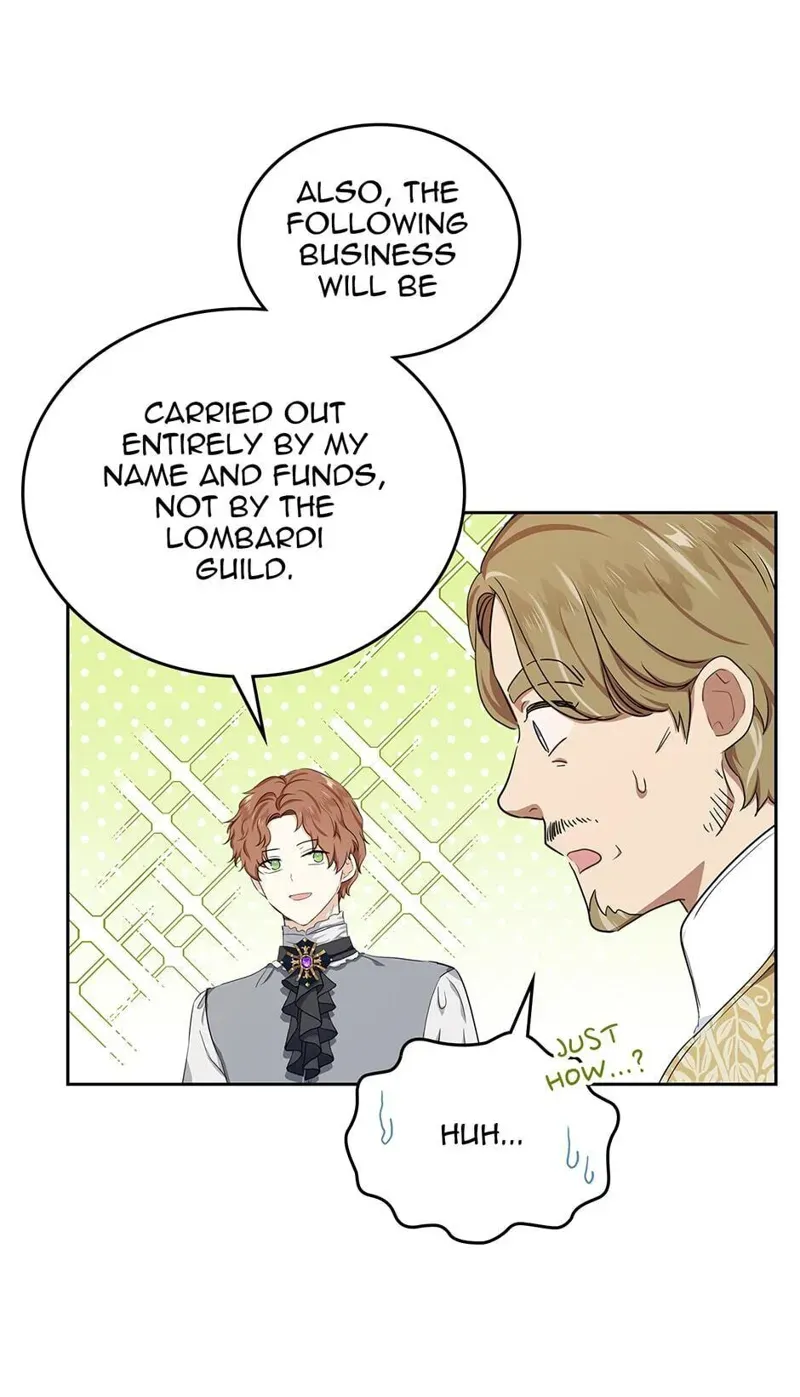 ALSO, THE
FOLLOWING
BUSINESS
WILL BE
CARRIED OUT
ENTIRELY BY MY
NAME AND FUNDS,
NOT BY THE
LOMBARDI
GUILD.
JUST
HOW...?
HUH...